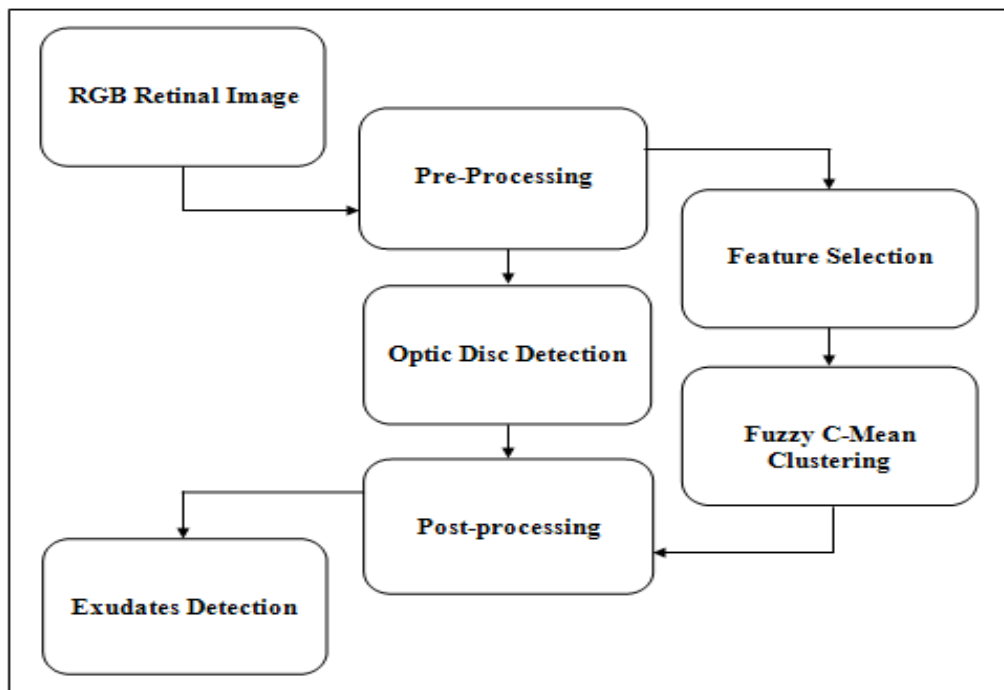 RGB Retinal Image
Pre-Processing
Feature Selection
Optic Disc Detection
Fuzzy C-Mean
Clustering
Post-processing
Exudates Detection